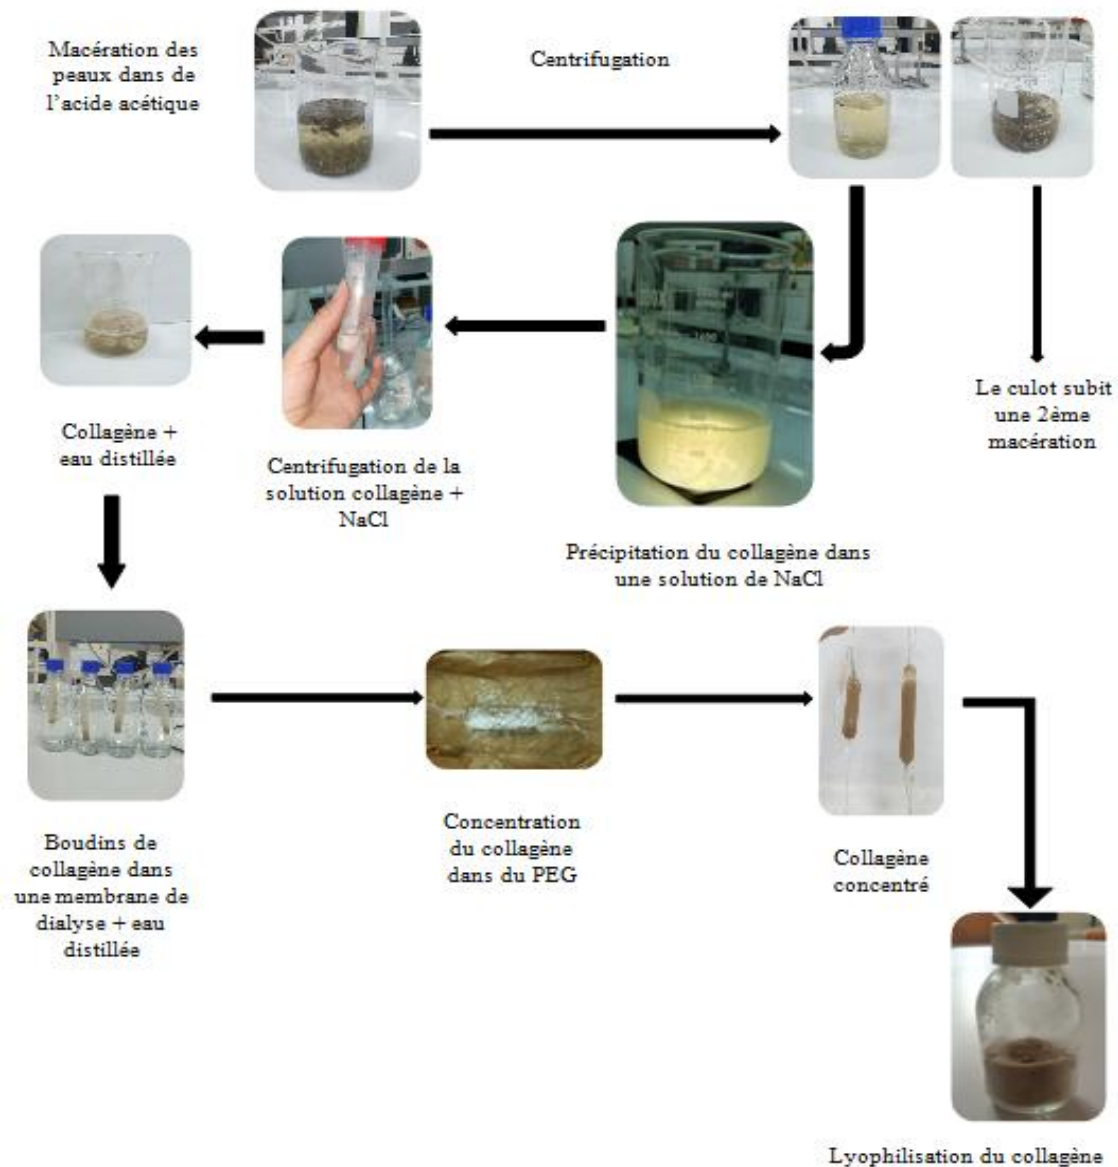 Macération des
peaux dans de
l'acide acétique
Centrifugation
Le culot subit
une 2ème
macération
Précipitation du collagène dans
une solution de NaCl
Centrifugation de la
solution collagène +
NaCl
Collagène +
eau distillée
Boudins de
collagène dans
une membrane de
dialyse + eau
distillée
Concentration
du collagène
dans du PEG
Collagène
concentré
Lyophilisation du collagène